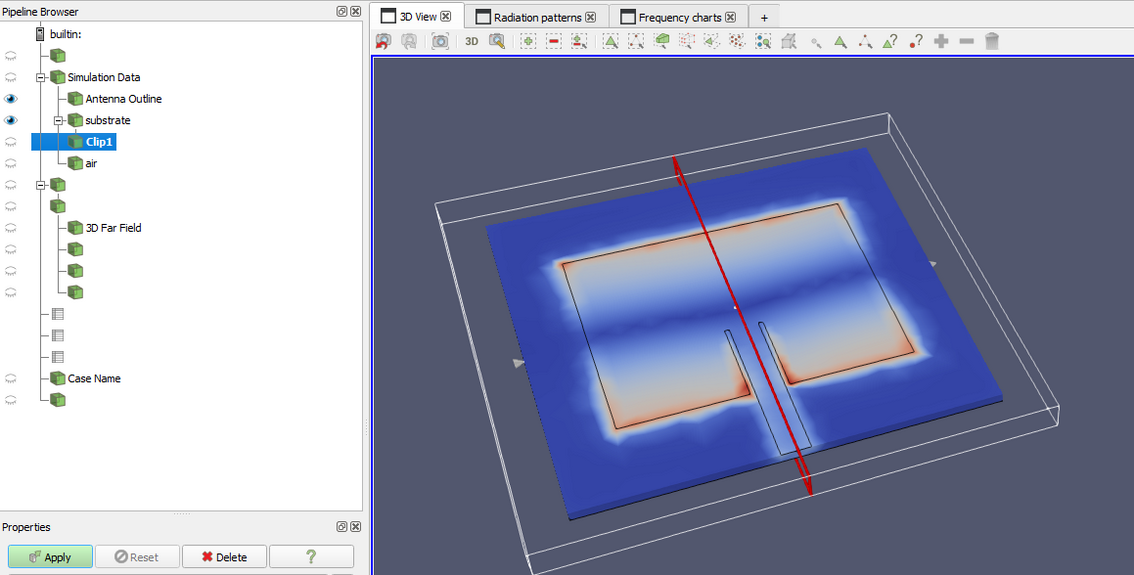 Pipeline Browser
builtin:
Simulation Data
Antenna Outline
substrate
Clip1
air
3D Far Field
Case Name
Properties
Apply
Reset
Delete
?
3D View
Radiation patterns
Frequency charts
+
3D